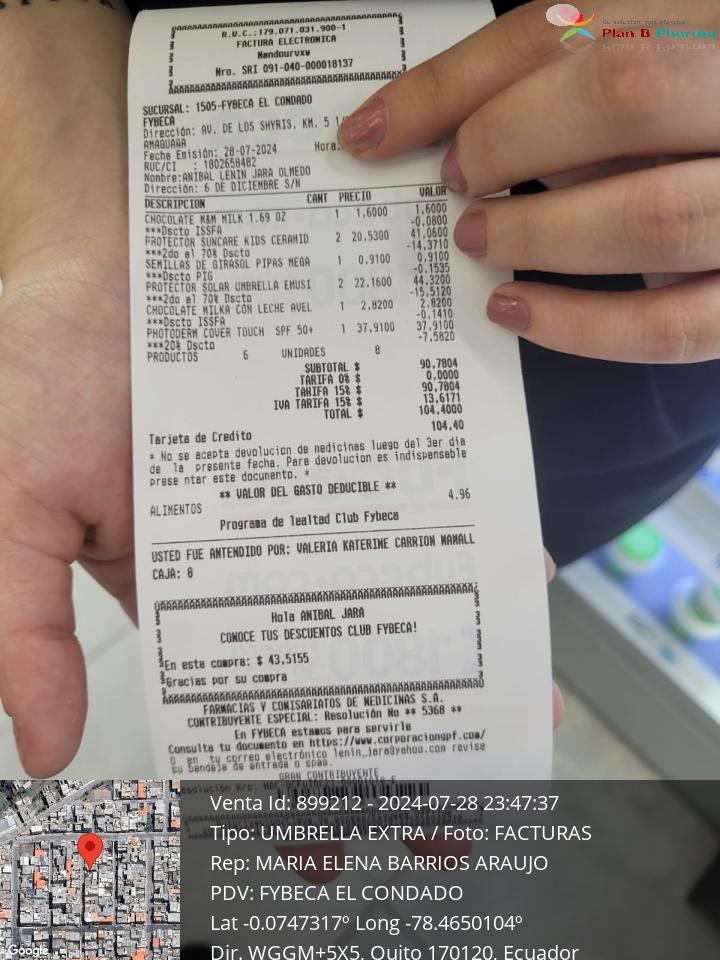 Su solución más efectiva!
Plan B Pharma
R.U.C.:179.071.031.900-1
FACTURA ELECTRONICA
Nro. SRI 091-040-000018137
SUCURSAL: 1505-FYBECA EL CONDADO
FYBECA
Dirección: AV. DE LOS SHYRIS, KM. 5 1/
AMAGUAÑA
Fecha Emisión: 28-07-2024 Hora:
RUC/CI : 1802658482
Nombre:ANIBAL LENIN JARA OLMEDO
Dirección: 6 DE DICIEMBRE S/N
DESCRIPCION CANT PRECIO VALOR
CHOCOLATE M&M MILK 1.69 OZ 1 1,6000 1,6000
***Dscto ISSFA -0,0800
PROTECTOR SUNCARE KIDS CERAMID 2 20.5300 41,0600
***2do al 70% Dscto -14,3710
SEMILLAS DE GIRASOL PIPAS MEGA 1 0,9100 0,9100
***Dscto PIG -0,1535
PROTECTOR SOLAR UMBRELLA EMUSI 2 22,1600 44,3200
***2do al 70% Dscto -15,5120
CHOCOLATE MILKA CON LECHE AVEL 1 2,8200 2,8200
***Dscto ISSFA -0,1410
PHOTODERM COVER TOUCH SPF 50+ 1 37,9100 37,9100
***20% Dscto -7,5820
PRODUCTOS 6 UNIDADES 8
SUBTOTAL $ 90,7804
TARIFA 0% $ 0,0000
TARIFA 15% $ 90,7804
IVA TARIFA 15% $ 13,6171
TOTAL $ 104,4000
Tarjeta de Credito 104,40
* No se acepta devolucion de medicinas luego del 3er dia
de la presente fecha. Para devolucion es indispensable
prese ntar este documento. *
** VALOR DEL GASTO DEDUCIBLE **
ALIMENTOS 4.96
Programa de lealtad Club Fybeca
USTED FUE ANTENDIDO POR: VALERIA KATERINE CARRION MAMALL
CAJA: 8
Hola ANIBAL JARA
CONOCE TUS DESCUENTOS CLUB FYBECA!
En esta compra: $ 43,5155
Gracias por su compra
FARMACIAS Y COMISARIATOS DE MEDICINAS S.A.
CONTRIBUYENTE ESPECIAL: Resolución No ** 5368 **
En FYBECA estamos para servirle
Consulta tu documento en https://www.corporaciongpf.com/
O en tu correo electrónico lenin_jara@yahoo.com revise
su bandeja de entrada o spam.
GRAN CONTRIBUYENTE
Venta Id: 899212 - 2024-07-28 23:47:37
Tipo: UMBRELLA EXTRA / Foto: FACTURAS
Rep: MARIA ELENA BARRIOS ARAUJO
PDV: FYBECA EL CONDADO
Lat -0.0747317º Long -78.4650104º
Dir. WGGM+5X5, Quito 170120, Ecuador
Google